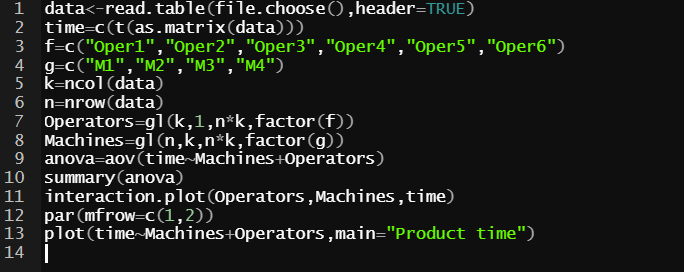 1 data<-read.table(file.choose(),header=TRUE)
2 time=c(t(as.matrix(data)))
3 f=c("Oper1","Oper2","Oper3","Oper4","Oper5","Oper6")
4 g=c("M1","M2","M3","M4")
5 k=ncol(data)
6 n=nrow(data)
7 Operators=gl(k,1,n*k,factor(f))
8 Machines=gl(n,k,n*k,factor(g))
9 anova=aov(time~Machines+Operators)
10 summary(anova)
11 interaction.plot(Operators,Machines,time)
12 par(mfrow=c(1,2))
13 plot(time~Machines+Operators,main="Product time")
14